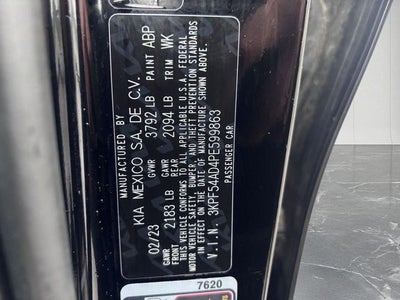 MANUFACTURED BY
KIA MEXICO S.A. DE C.V.
02/23 GVWR 3792 LB PAINT ABP
GAWR FRONT 2183 LB GAWR REAR 2094 LB TRIM WK
THIS VEHICLE CONFORMS TO ALL APPLICABLE U.S.A. FEDERAL
MOTOR VEHICLE SAFETY, BUMPER, AND THEFT PREVENTION STANDARDS
IN EFFECT ON THE DATE OF MANUFACTURE SHOWN ABOVE.
V.I.N. 3KPF54AD4PE599863
PASSENGER CAR
7620